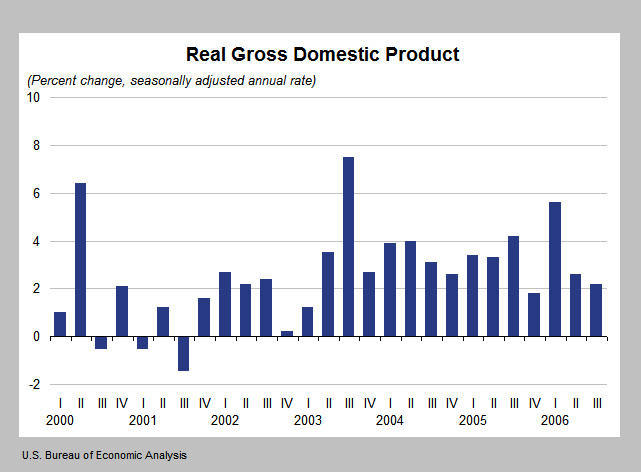 Real Gross Domestic Product
(Percent change, seasonally adjusted annual rate)
10
8
6
4
2
0
-2
I II III IV I II III IV I II III IV I II III IV I II III IV I II III IV I II III
2000 2001 2002 2003 2004 2005 2006
U.S. Bureau of Economic Analysis